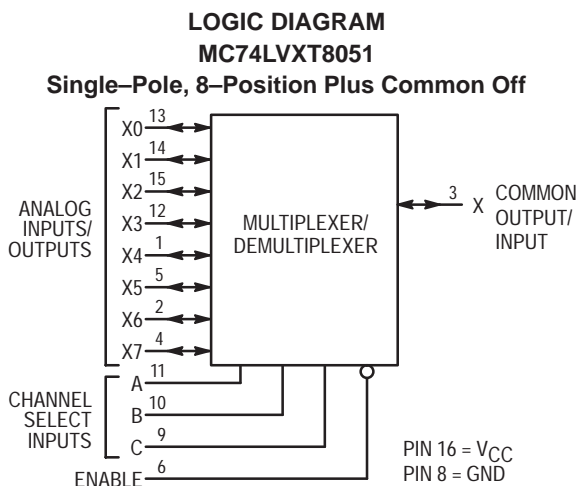 LOGIC DIAGRAM
MC74LVXT8051
Single–Pole, 8–Position Plus Common Off
X0 13
X1 14
X2 15
X3 12
X4 1
X5 5
X6 2
X7 4
ANALOG
INPUTS/
OUTPUTS
MULTIPLEXER/
DEMULTIPLEXER
3 X
COMMON
OUTPUT/
INPUT
A 11
B 10
C 9
CHANNEL
SELECT
INPUTS
ENABLE 6
PIN 16 = VCC
PIN 8 = GND